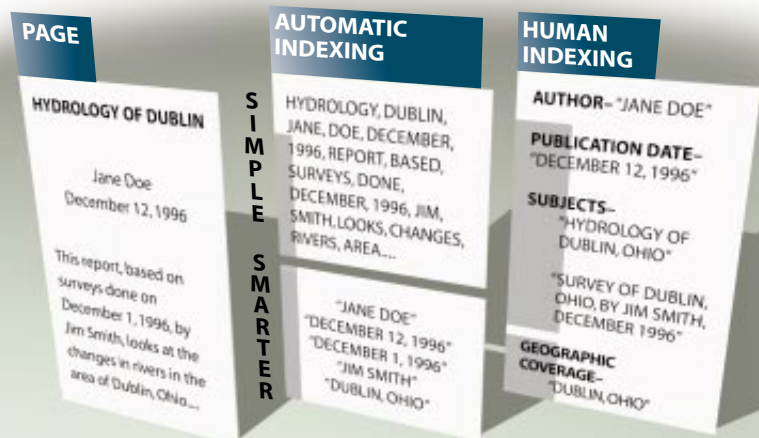 PAGE
HYDROLOGY OF DUBLIN
Jane Doe
December 12, 1996
This report, based on
surveys done on
December 1, 1996, by
Jim Smith, looks at the
changes in rivers in the
area of Dublin, Ohio....
SIMPLE
SMARTER
AUTOMATIC
INDEXING
HYDROLOGY, DUBLIN,
JANE, DOE, DECEMBER,
1996, REPORT, BASED,
SURVEYS, DONE,
DECEMBER, 1996, JIM,
SMITH, LOOKS, CHANGES,
RIVERS, AREA....
"JANE DOE"
"DECEMBER 12, 1996"
"DECEMBER 1, 1996"
"JIM SMITH"
"DUBLIN, OHIO"
HUMAN
INDEXING
AUTHOR– "JANE DOE"
PUBLICATION DATE–
"DECEMBER 12, 1996"
SUBJECTS–
"HYDROLOGY OF
DUBLIN, OHIO"
"SURVEY OF DUBLIN,
OHIO, BY JIM SMITH,
DECEMBER 1996"
GEOGRAPHIC
COVERAGE–
"DUBLIN, OHIO"